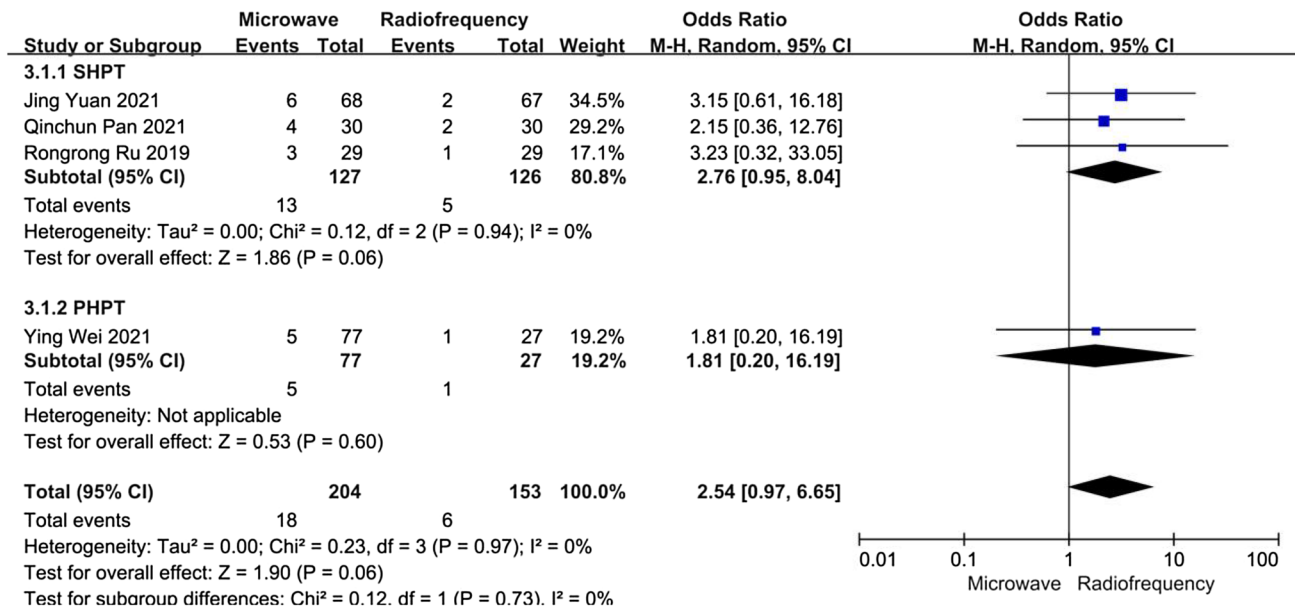 Microwave Radiofrequency Odds Ratio Odds Ratio
Study or Subgroup Events Total Events Total Weight M-H, Random, 95% CI M-H, Random, 95% CI
3.1.1 SHPT
Jing Yuan 2021 6 68 2 67 34.5% 3.15 [0.61, 16.18]
Qinchun Pan 2021 4 30 2 30 29.2% 2.15 [0.36, 12.76]
Rongrong Ru 2019 3 29 1 29 17.1% 3.23 [0.32, 33.05]
Subtotal (95% CI) 127 126 80.8% 2.76 [0.95, 8.04]
Total events 13 5
Heterogeneity: Tau² = 0.00; Chi² = 0.12, df = 2 (P = 0.94); I² = 0%
Test for overall effect: Z = 1.86 (P = 0.06)
3.1.2 PHPT
Ying Wei 2021 5 77 1 27 19.2% 1.81 [0.20, 16.19]
Subtotal (95% CI) 77 27 19.2% 1.81 [0.20, 16.19]
Total events 5 1
Heterogeneity: Not applicable
Test for overall effect: Z = 0.53 (P = 0.60)
Total (95% CI) 204 153 100.0% 2.54 [0.97, 6.65]
Total events 18 6
Heterogeneity: Tau² = 0.00; Chi² = 0.23, df = 3 (P = 0.97); I² = 0%
Test for overall effect: Z = 1.90 (P = 0.06)
Test for subgroup differences: Chi² = 0.12, df = 1 (P = 0.73), I² = 0%
0.01 0.1 1 10 100
Microwave Radiofrequency